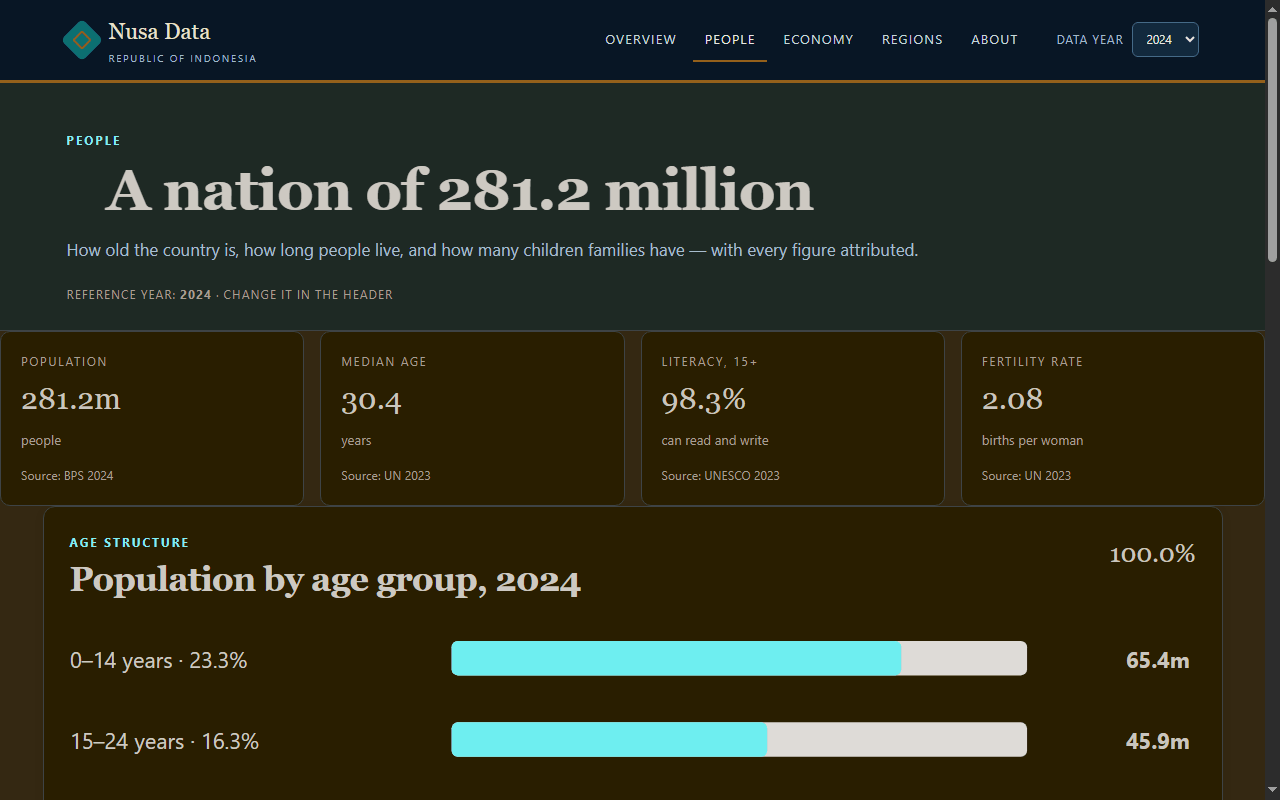 Nusa Data
REPUBLIC OF INDONESIA
OVERVIEW PEOPLE ECONOMY REGIONS ABOUT DATA YEAR 2024
PEOPLE
A nation of 281.2 million
How old the country is, how long people live, and how many children families have — with every figure attributed.
REFERENCE YEAR: 2024 · CHANGE IT IN THE HEADER
POPULATION
281.2m
people
Source: BPS 2024
MEDIAN AGE
30.4
years
Source: UN 2023
LITERACY, 15+
98.3%
can read and write
Source: UNESCO 2023
FERTILITY RATE
2.08
births per woman
Source: UN 2023
AGE STRUCTURE
Population by age group, 2024
100.0%
0–14 years · 23.3% 65.4m
15–24 years · 16.3% 45.9m